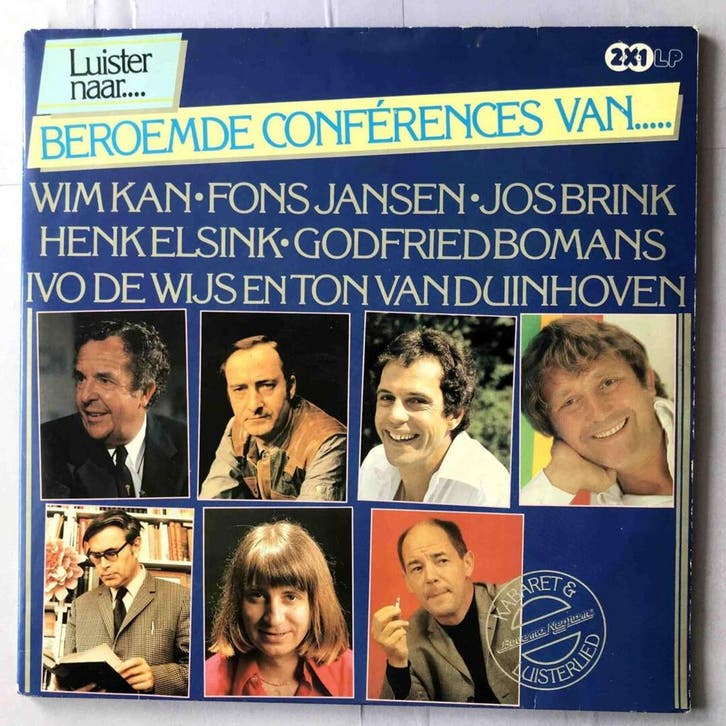 Luister
naar....
2X1 LP
BEROEMDE CONFÉRENCES VAN.....
WIM KAN • FONS JANSEN • JOS BRINK
HENK ELSINK • GODFRIED BOMANS
IVO DE WIJS EN TON VAN DUINHOVEN
KABARET &
LUISTERLIED